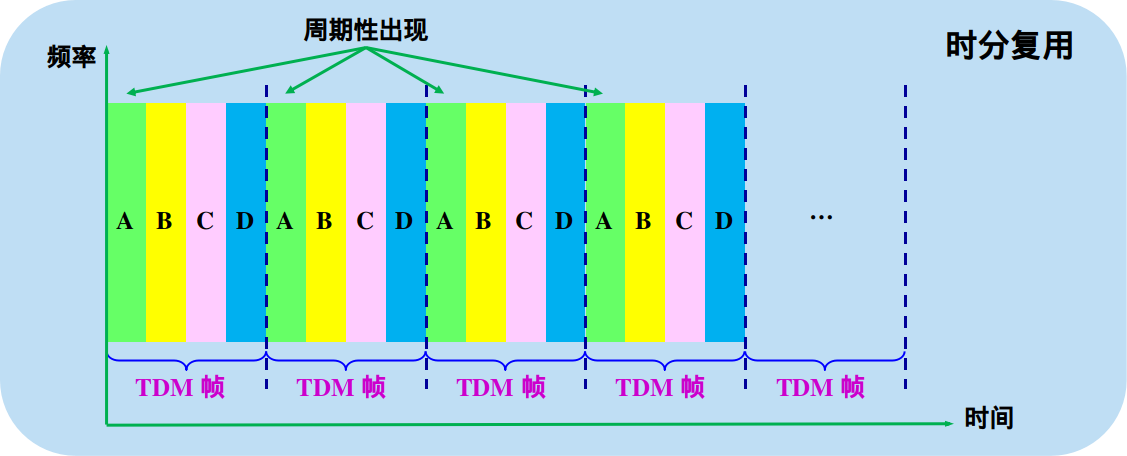 周期性出现
时分复用
频率
A B C D A B C D A B C D A B C D ...
TDM 帧 TDM 帧 TDM 帧 TDM 帧 TDM 帧
时间